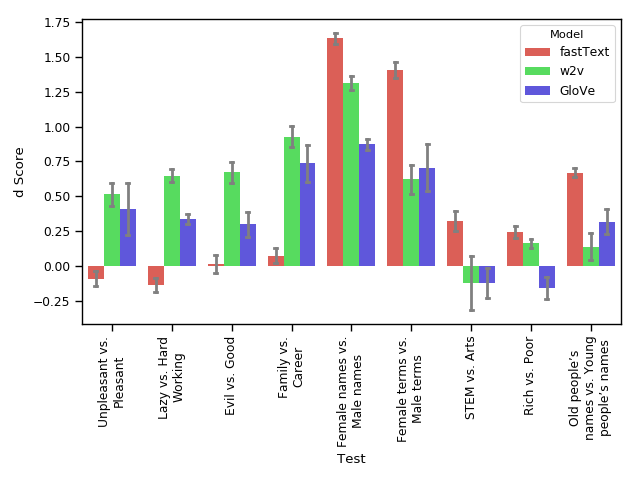 1.75
1.50
1.25
1.00
0.75
0.50
0.25
0.00
−0.25
d Score
Model
fastText
w2v
GloVe
Unpleasant vs.
Pleasant
Lazy vs. Hard
Working
Evil vs. Good
Family vs.
Career
Female names vs.
Male names
Female terms vs.
Male terms
STEM vs. Arts
Rich vs. Poor
Old people’s
names vs. Young
people’s names
Test